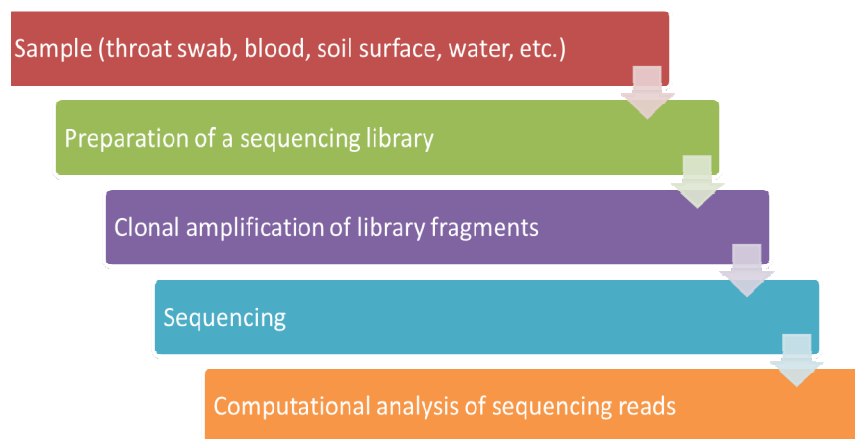 Sample (throat swab, blood, soil surface, water, etc.)
Preparation of a sequencing library
Clonal amplification of library fragments
Sequencing
Computational analysis of sequencing reads